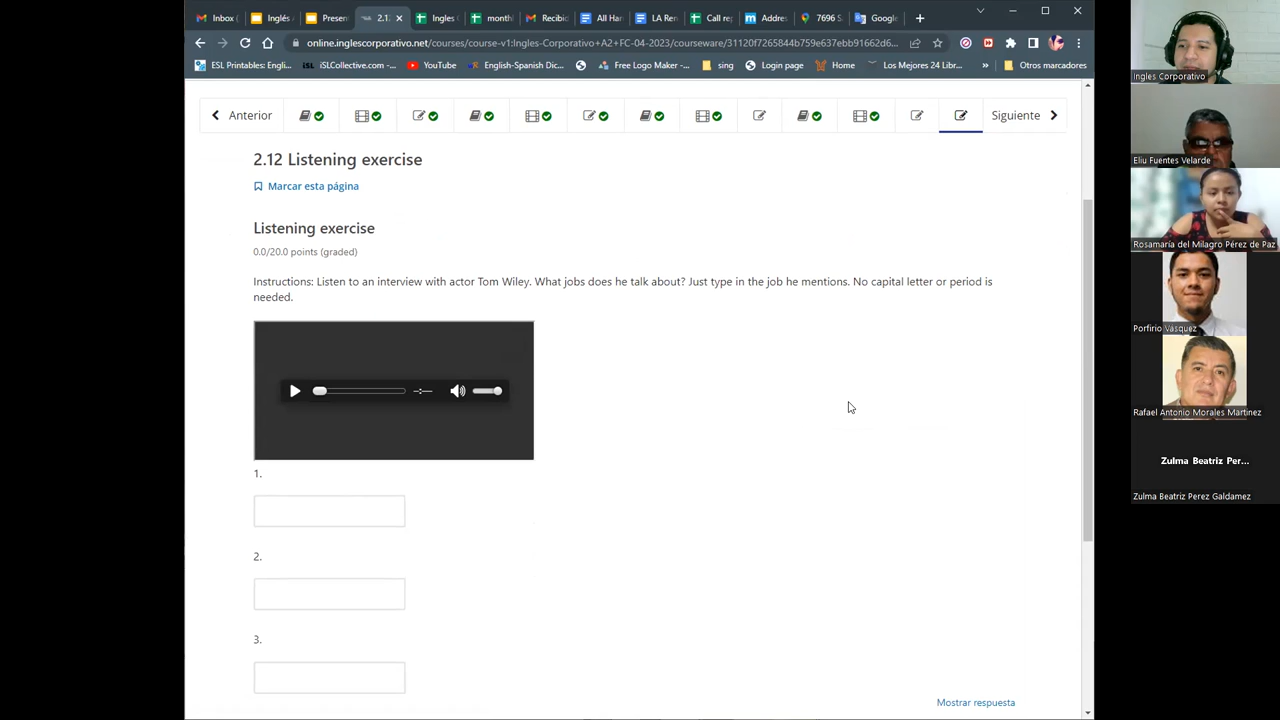 Inbox (
Inglés
Present
2.1.
Ingles
month
Recibid
All Har
LA Ren
Call re
Addres
7696 S
Google
online.inglescorporativo.net/courses/course-v1:Ingles-Corporativo+A2+FC-04-2023/courseware/31120f7265844b759e637ebb91662d6...
ESL Printables: Engli...
iSLCollective.com -...
YouTube
English-Spanish Dic...
Free Logo Maker -...
sing
Login page
Home
Los Mejores 24 Libr...
»
Otros marcadores
Anterior
Siguiente
2.12 Listening exercise
Marcar esta página
Listening exercise
0.0/20.0 points (graded)
Instructions: Listen to an interview with actor Tom Wiley. What jobs does he talk about? Just type in the job he mentions. No capital letter or period is
needed.
-:-
1.
2.
3.
Mostrar respuesta
Ingles Corporativo
Eliu Fuentes Velarde
Rosamaría del Milagro Pérez de Paz
Porfirio Vásquez
Rafael Antonio Morales Martinez
Zulma Beatriz Per...
Zulma Beatriz Perez Galdamez